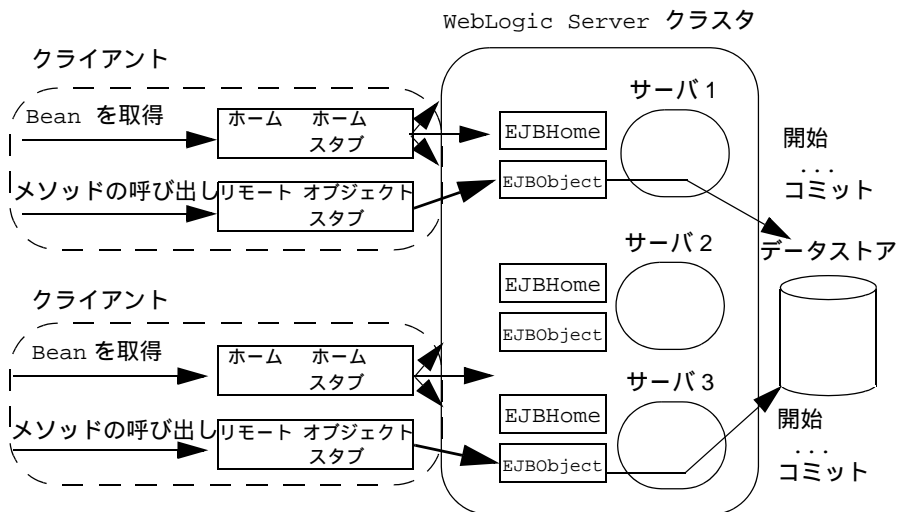 WebLogic Server クラスタ
クライアント
Bean を取得
ホーム ホーム
スタブ
メソッドの呼び出し
リモート オブジェクト
スタブ
EJBHome
EJBObject
サーバ 1
開始
...
コミット
データストア
サーバ 2
EJBHome
EJBObject
クライアント
Bean を取得
ホーム ホーム
スタブ
メソッドの呼び出し
リモート オブジェクト
スタブ
サーバ 3
EJBHome
EJBObject
開始
...
コミット